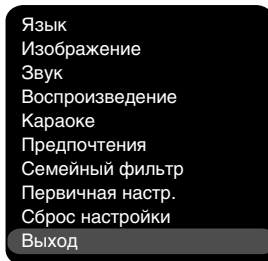 Язык
Изображение
Звук
Воспроизведение
Караоке
Предпочтения
Семейный фильтр
Первичная настр.
Сброс настройки
Выход